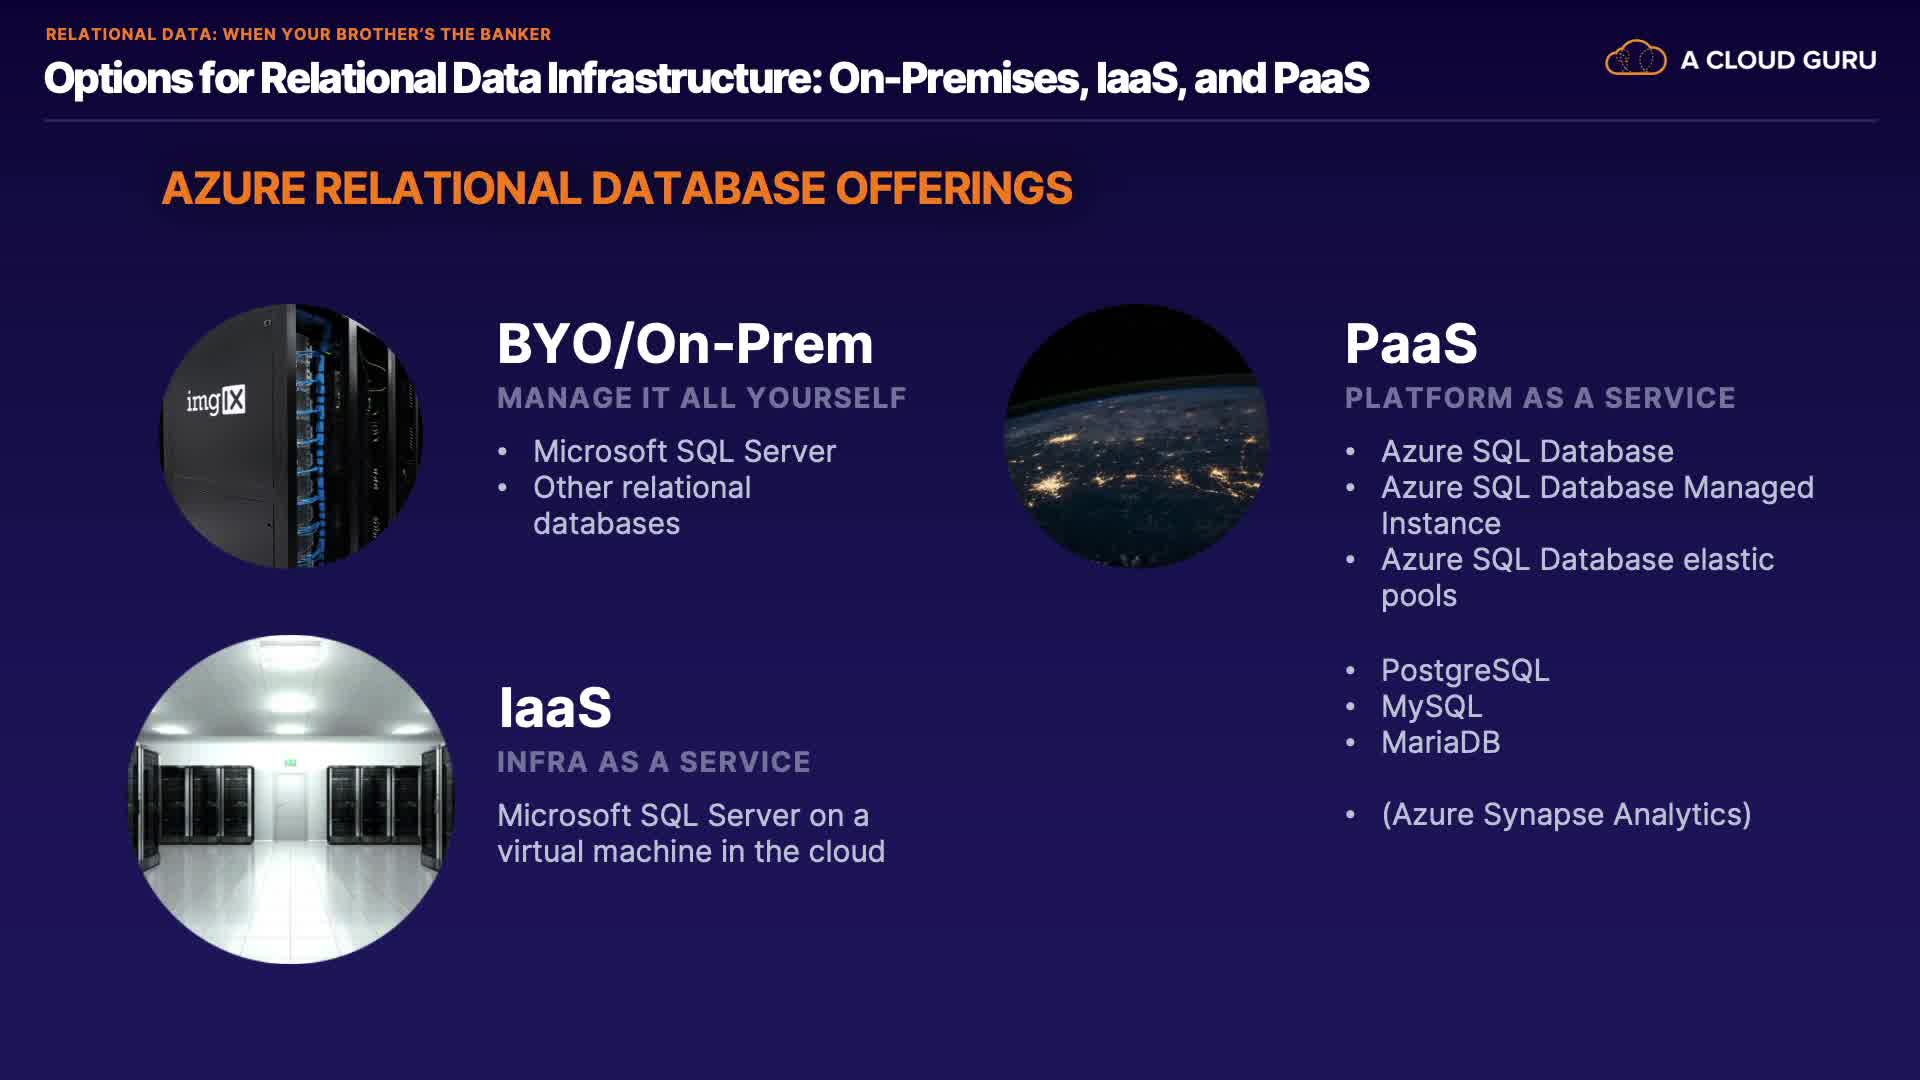 RELATIONAL DATA: WHEN YOUR BROTHER'S THE BANKER
Options for Relational Data Infrastructure: On-Premises, IaaS, and PaaS
A CLOUD GURU
AZURE RELATIONAL DATABASE OFFERINGS
imgIX
BYO/On-Prem
MANAGE IT ALL YOURSELF
• Microsoft SQL Server
• Other relational
databases
IaaS
INFRA AS A SERVICE
Microsoft SQL Server on a
virtual machine in the cloud
PaaS
PLATFORM AS A SERVICE
• Azure SQL Database
• Azure SQL Database Managed
Instance
• Azure SQL Database elastic
pools
• PostgreSQL
• MySQL
• MariaDB
• (Azure Synapse Analytics)